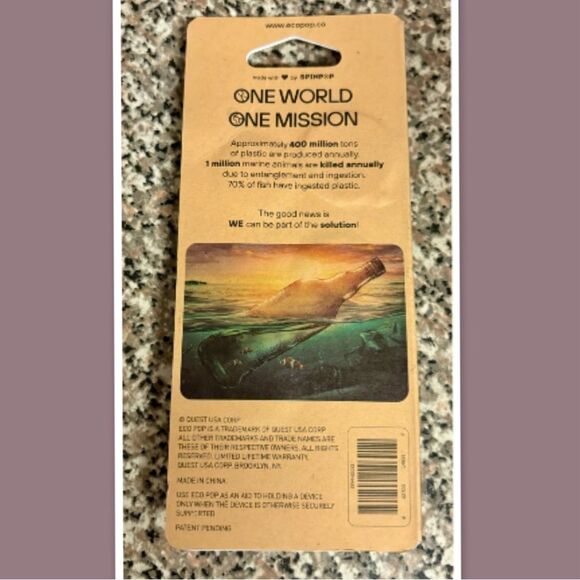 www.ecopop.co
made with ♥ by SPINPOP
ONE WORLD
ONE MISSION
Approximately 400 million tons
of plastic are produced annually.
1 million marine animals are killed annually
due to entanglement and ingestion.
70% of fish have ingested plastic.
The good news is
WE can be part of the solution!
© QUEST USA CORP
ECO POP IS A TRADEMARK OF QUEST USA CORP
ALL OTHER TRADEMARKS AND TRADE NAMES ARE
THESE OF THEIR RESPECTIVE OWNERS. ALL RIGHTS
RESERVED. LIMITED LIFETIME WARRANTY.
QUEST USA CORP. BROOKLYN, NY.
MADE IN CHINA
USE ECO POP AS AN AID TO HOLDING A DEVICE
ONLY WHEN THE DEVICE IS OTHERWISE SECURELY
SUPPORTED
PATENT PENDING